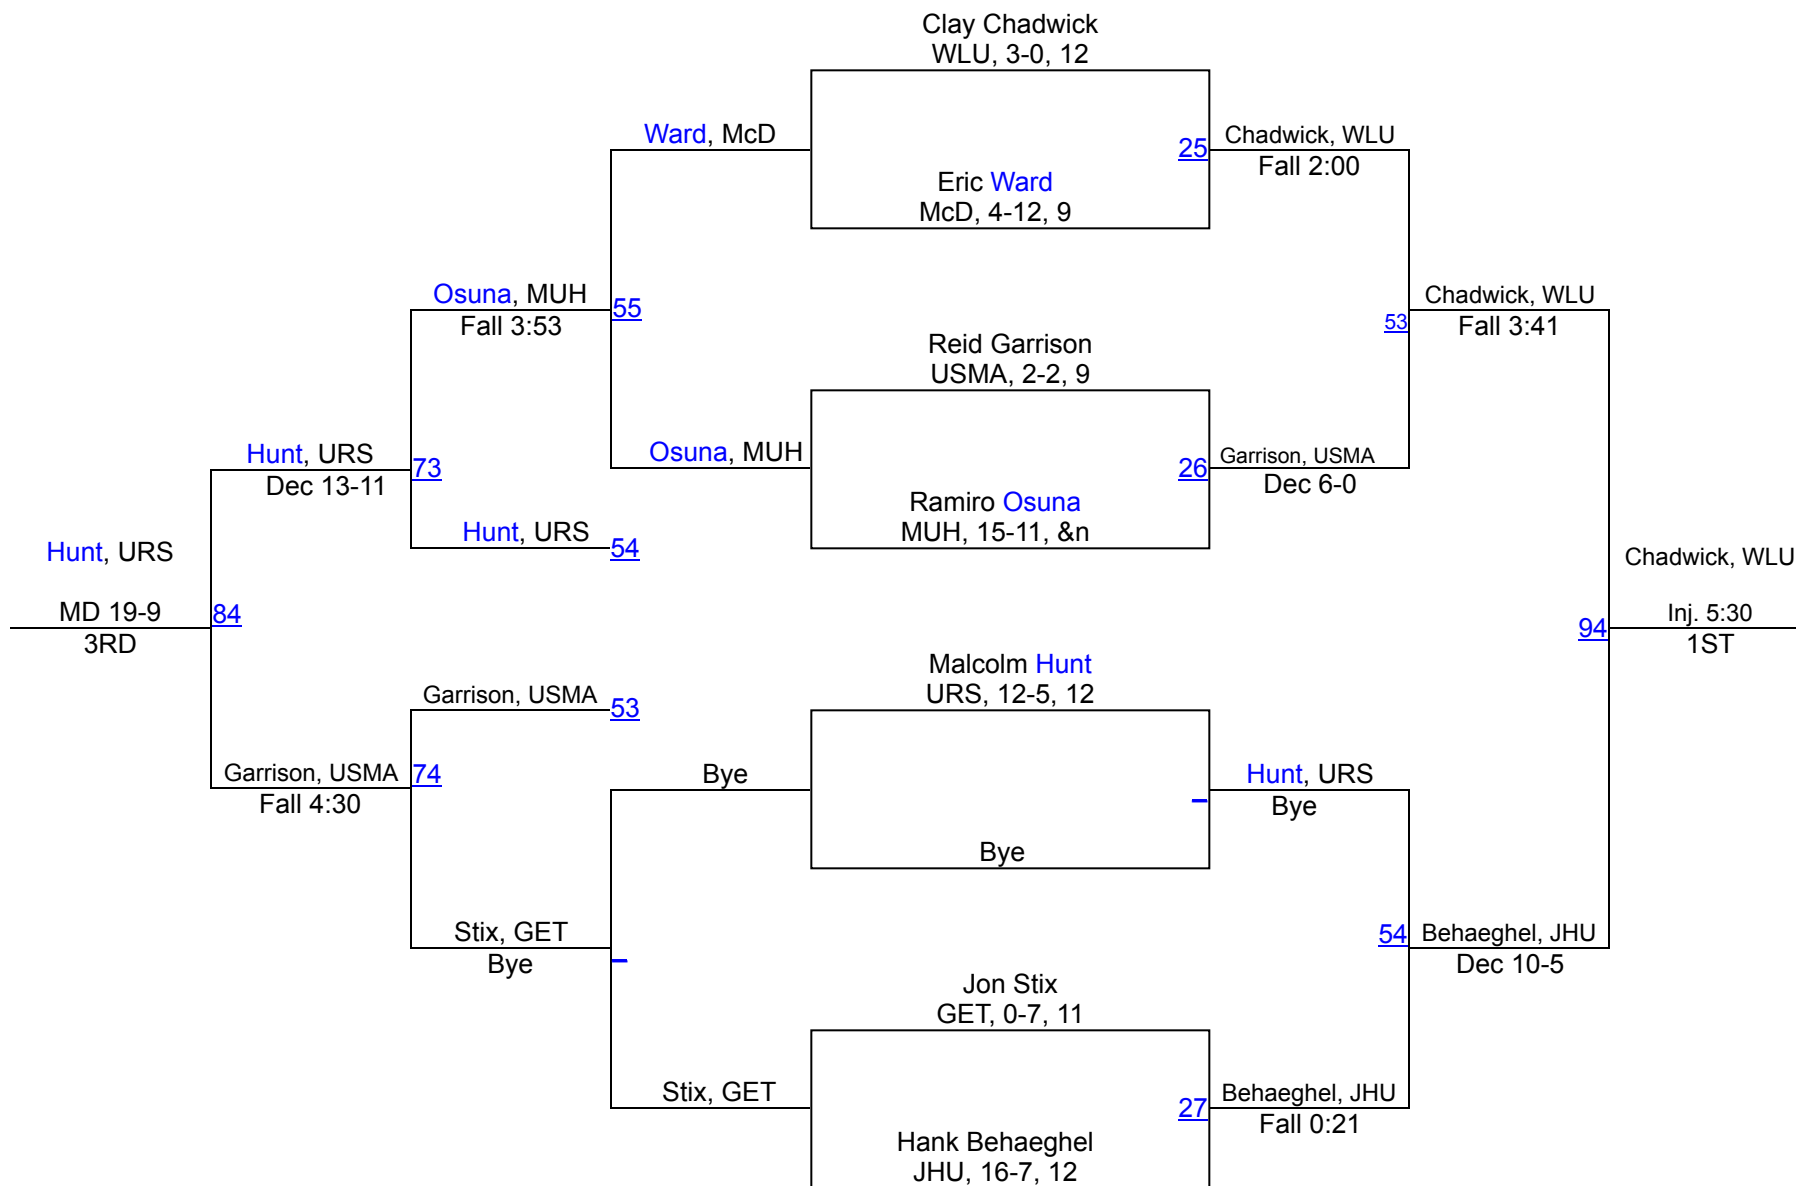 Clay Chadwick
WLU, 3-0, 12
Ward, McD
25
Chadwick, WLU
Fall 2:00
Eric Ward
McD, 4-12, 9
Osuna, MUH
Fall 3:53
55
53
Chadwick, WLU
Fall 3:41
Reid Garrison
USMA, 2-2, 9
Hunt, URS
Dec 13-11
73
Osuna, MUH
26
Garrison, USMA
Dec 6-0
Ramiro Osuna
MUH, 15-11, &n
Hunt, URS
54
Hunt, URS
MD 19-9
3RD
84
Chadwick, WLU
Inj. 5:30
1ST
94
Malcolm Hunt
URS, 12-5, 12
Garrison, USMA
53
Garrison, USMA
Fall 4:30
74
Bye
Hunt, URS
Bye
Bye
Stix, GET
Bye
54
Behaeghel, JHU
Dec 10-5
Jon Stix
GET, 0-7, 11
Stix, GET
27
Behaeghel, JHU
Fall 0:21
Hank Behaeghel
JHU, 16-7, 12